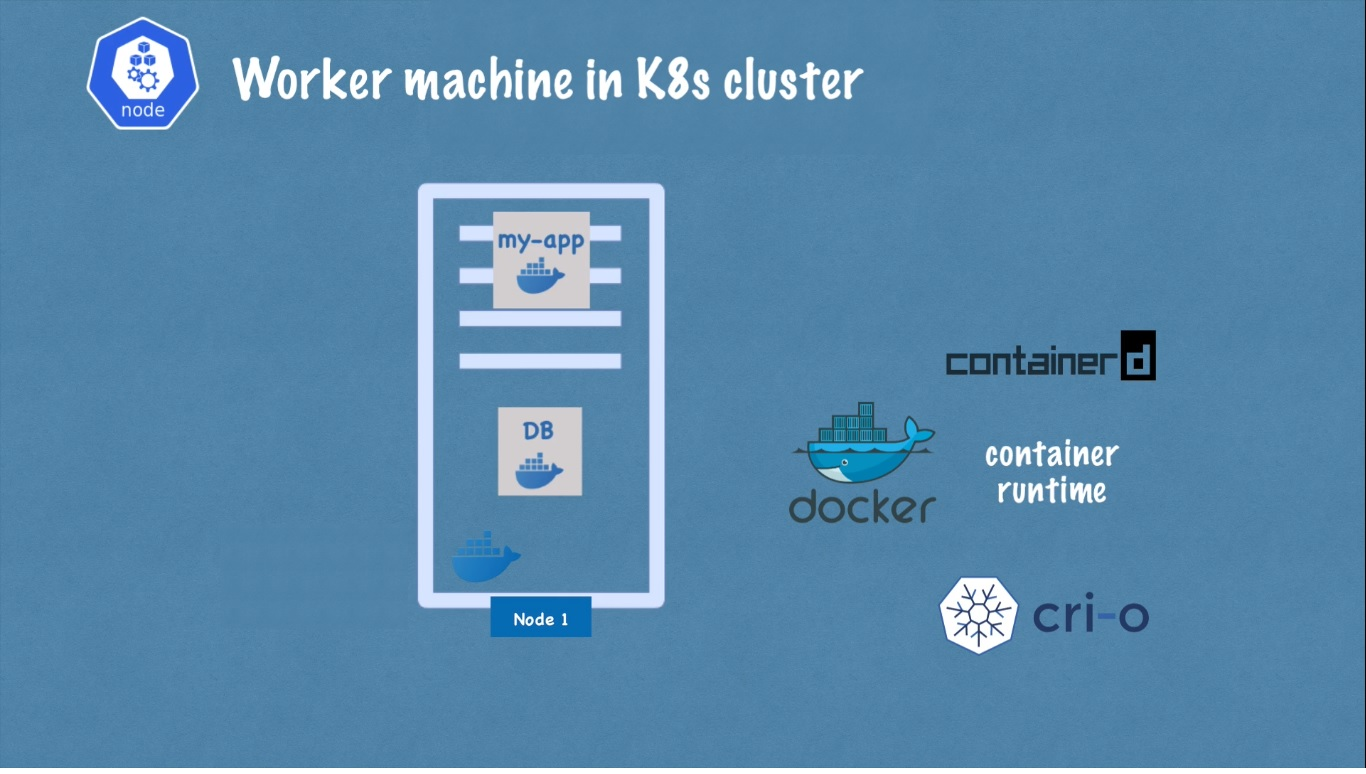 node
Worker machine in K8s cluster
my-app
DB
Node 1
containerd
docker
container
runtime
cri-o